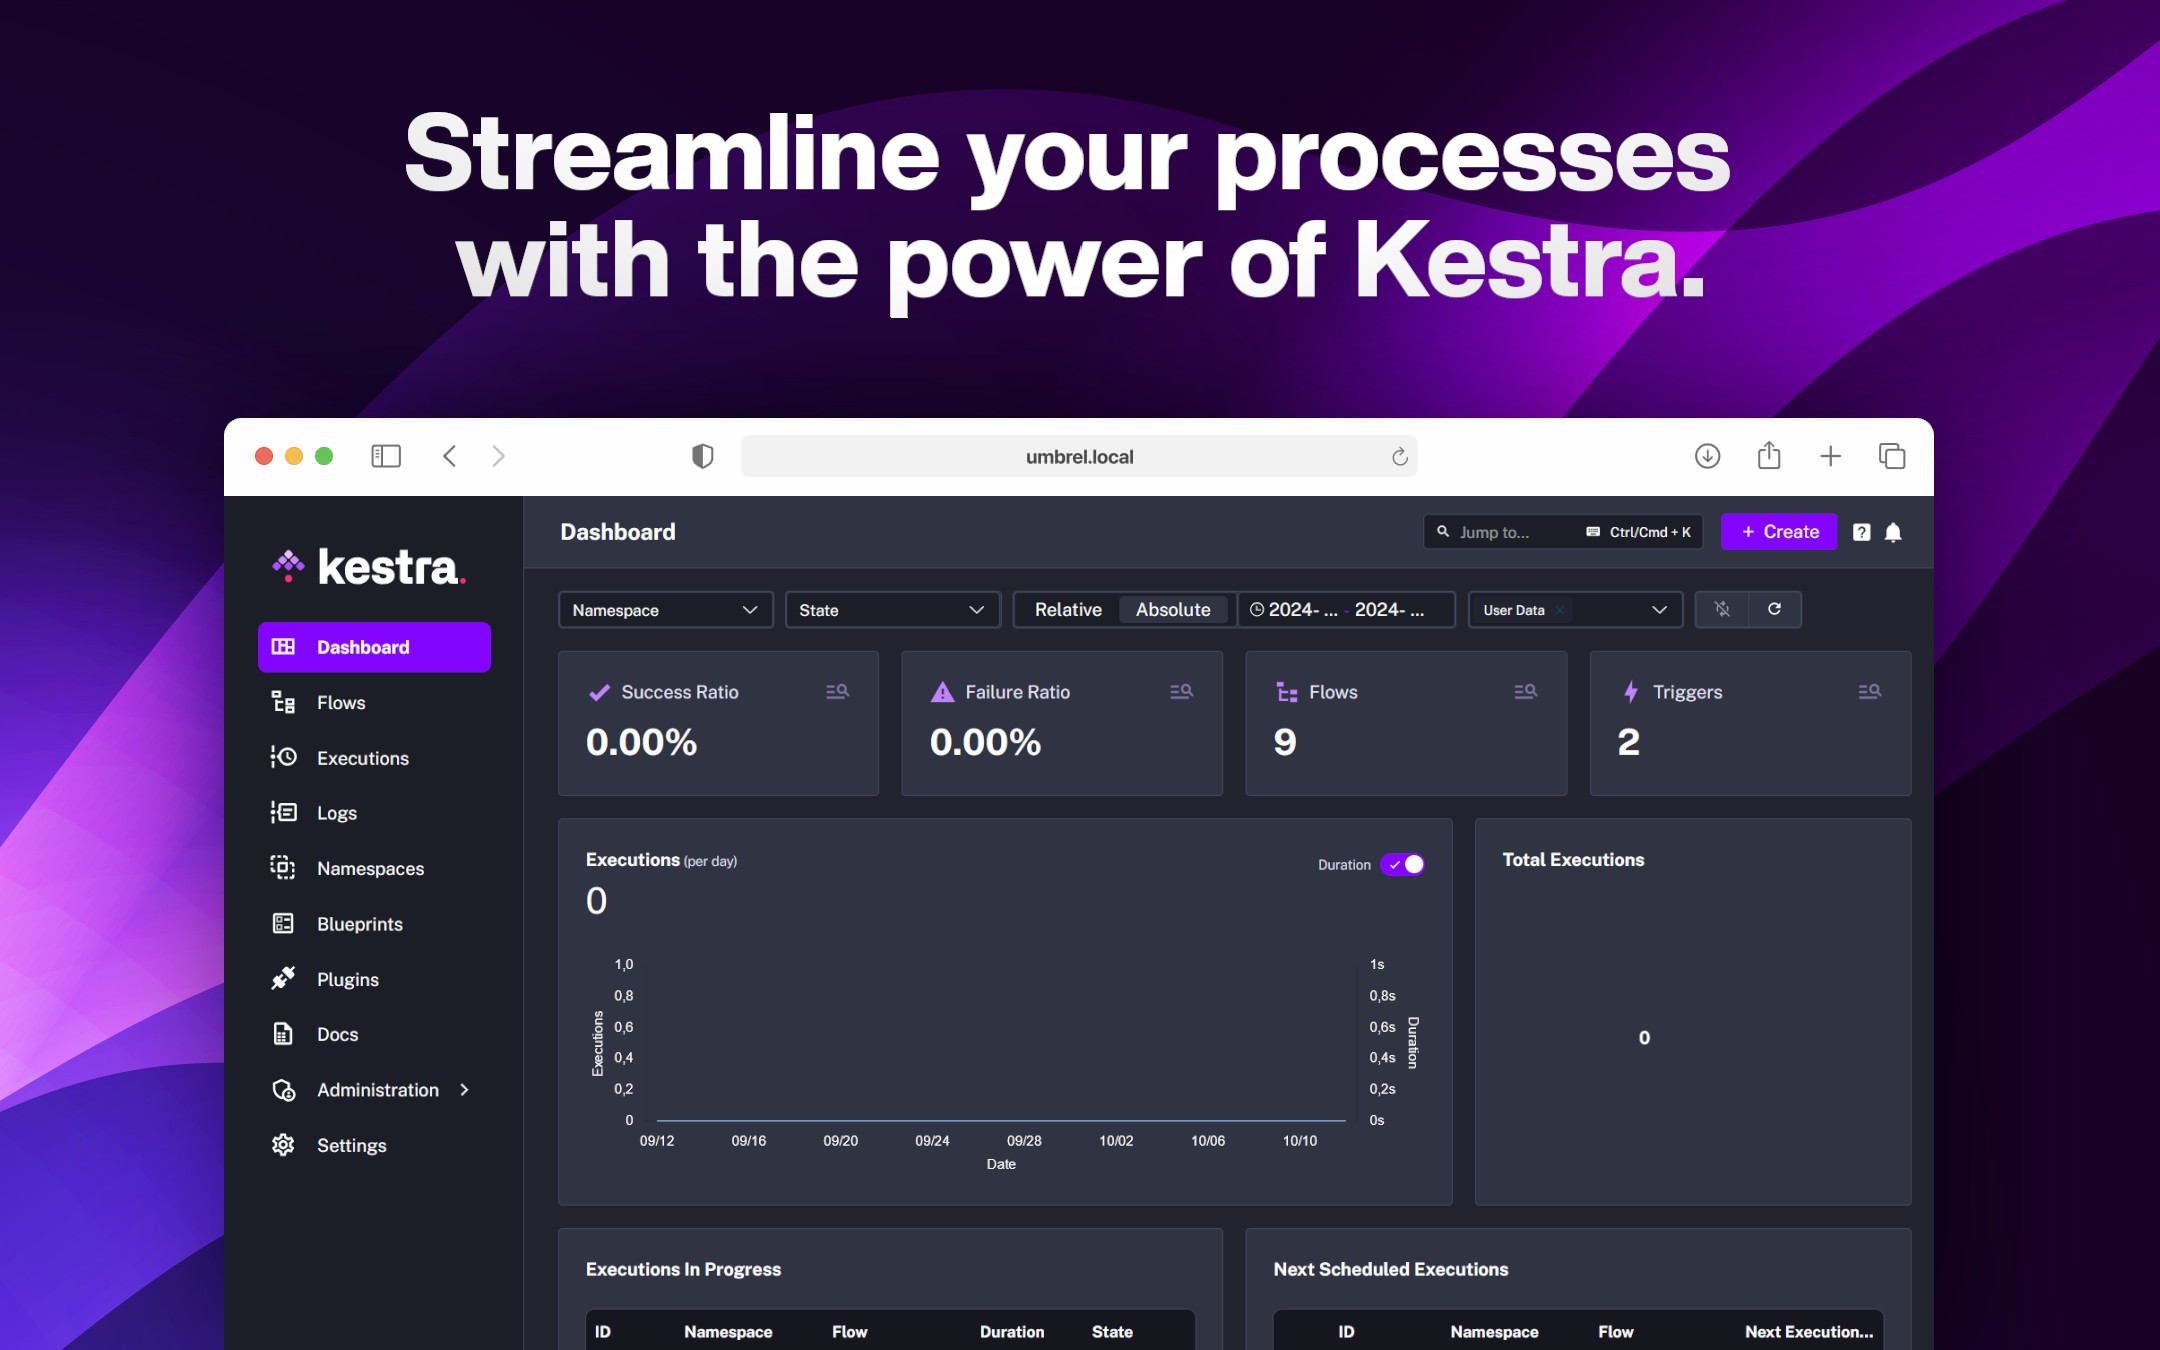 Streamline your processes
with the power of Kestra.
umbrel.local
kestra.
Dashboard
Jump to...
Ctrl/Cmd + K
+ Create
?
Namespace
State
Relative
Absolute
2024- ... - 2024- ...
User Data
Dashboard
Flows
Executions
Logs
Namespaces
Blueprints
Plugins
Docs
Administration
Settings
Success Ratio
0.00%
Failure Ratio
0.00%
Flows
9
Triggers
2
Executions (per day)
0
Duration
1,0
0,8
0,6
0,4
0,2
0
Executions
1s
0,8s
0,6s
0,4s
0,2s
0s
Duration
09/12 09/16 09/20 09/24 09/28 10/02 10/06 10/10
Date
Total Executions
0
Executions In Progress
ID Namespace Flow Duration State
Next Scheduled Executions
ID Namespace Flow Next Execution...